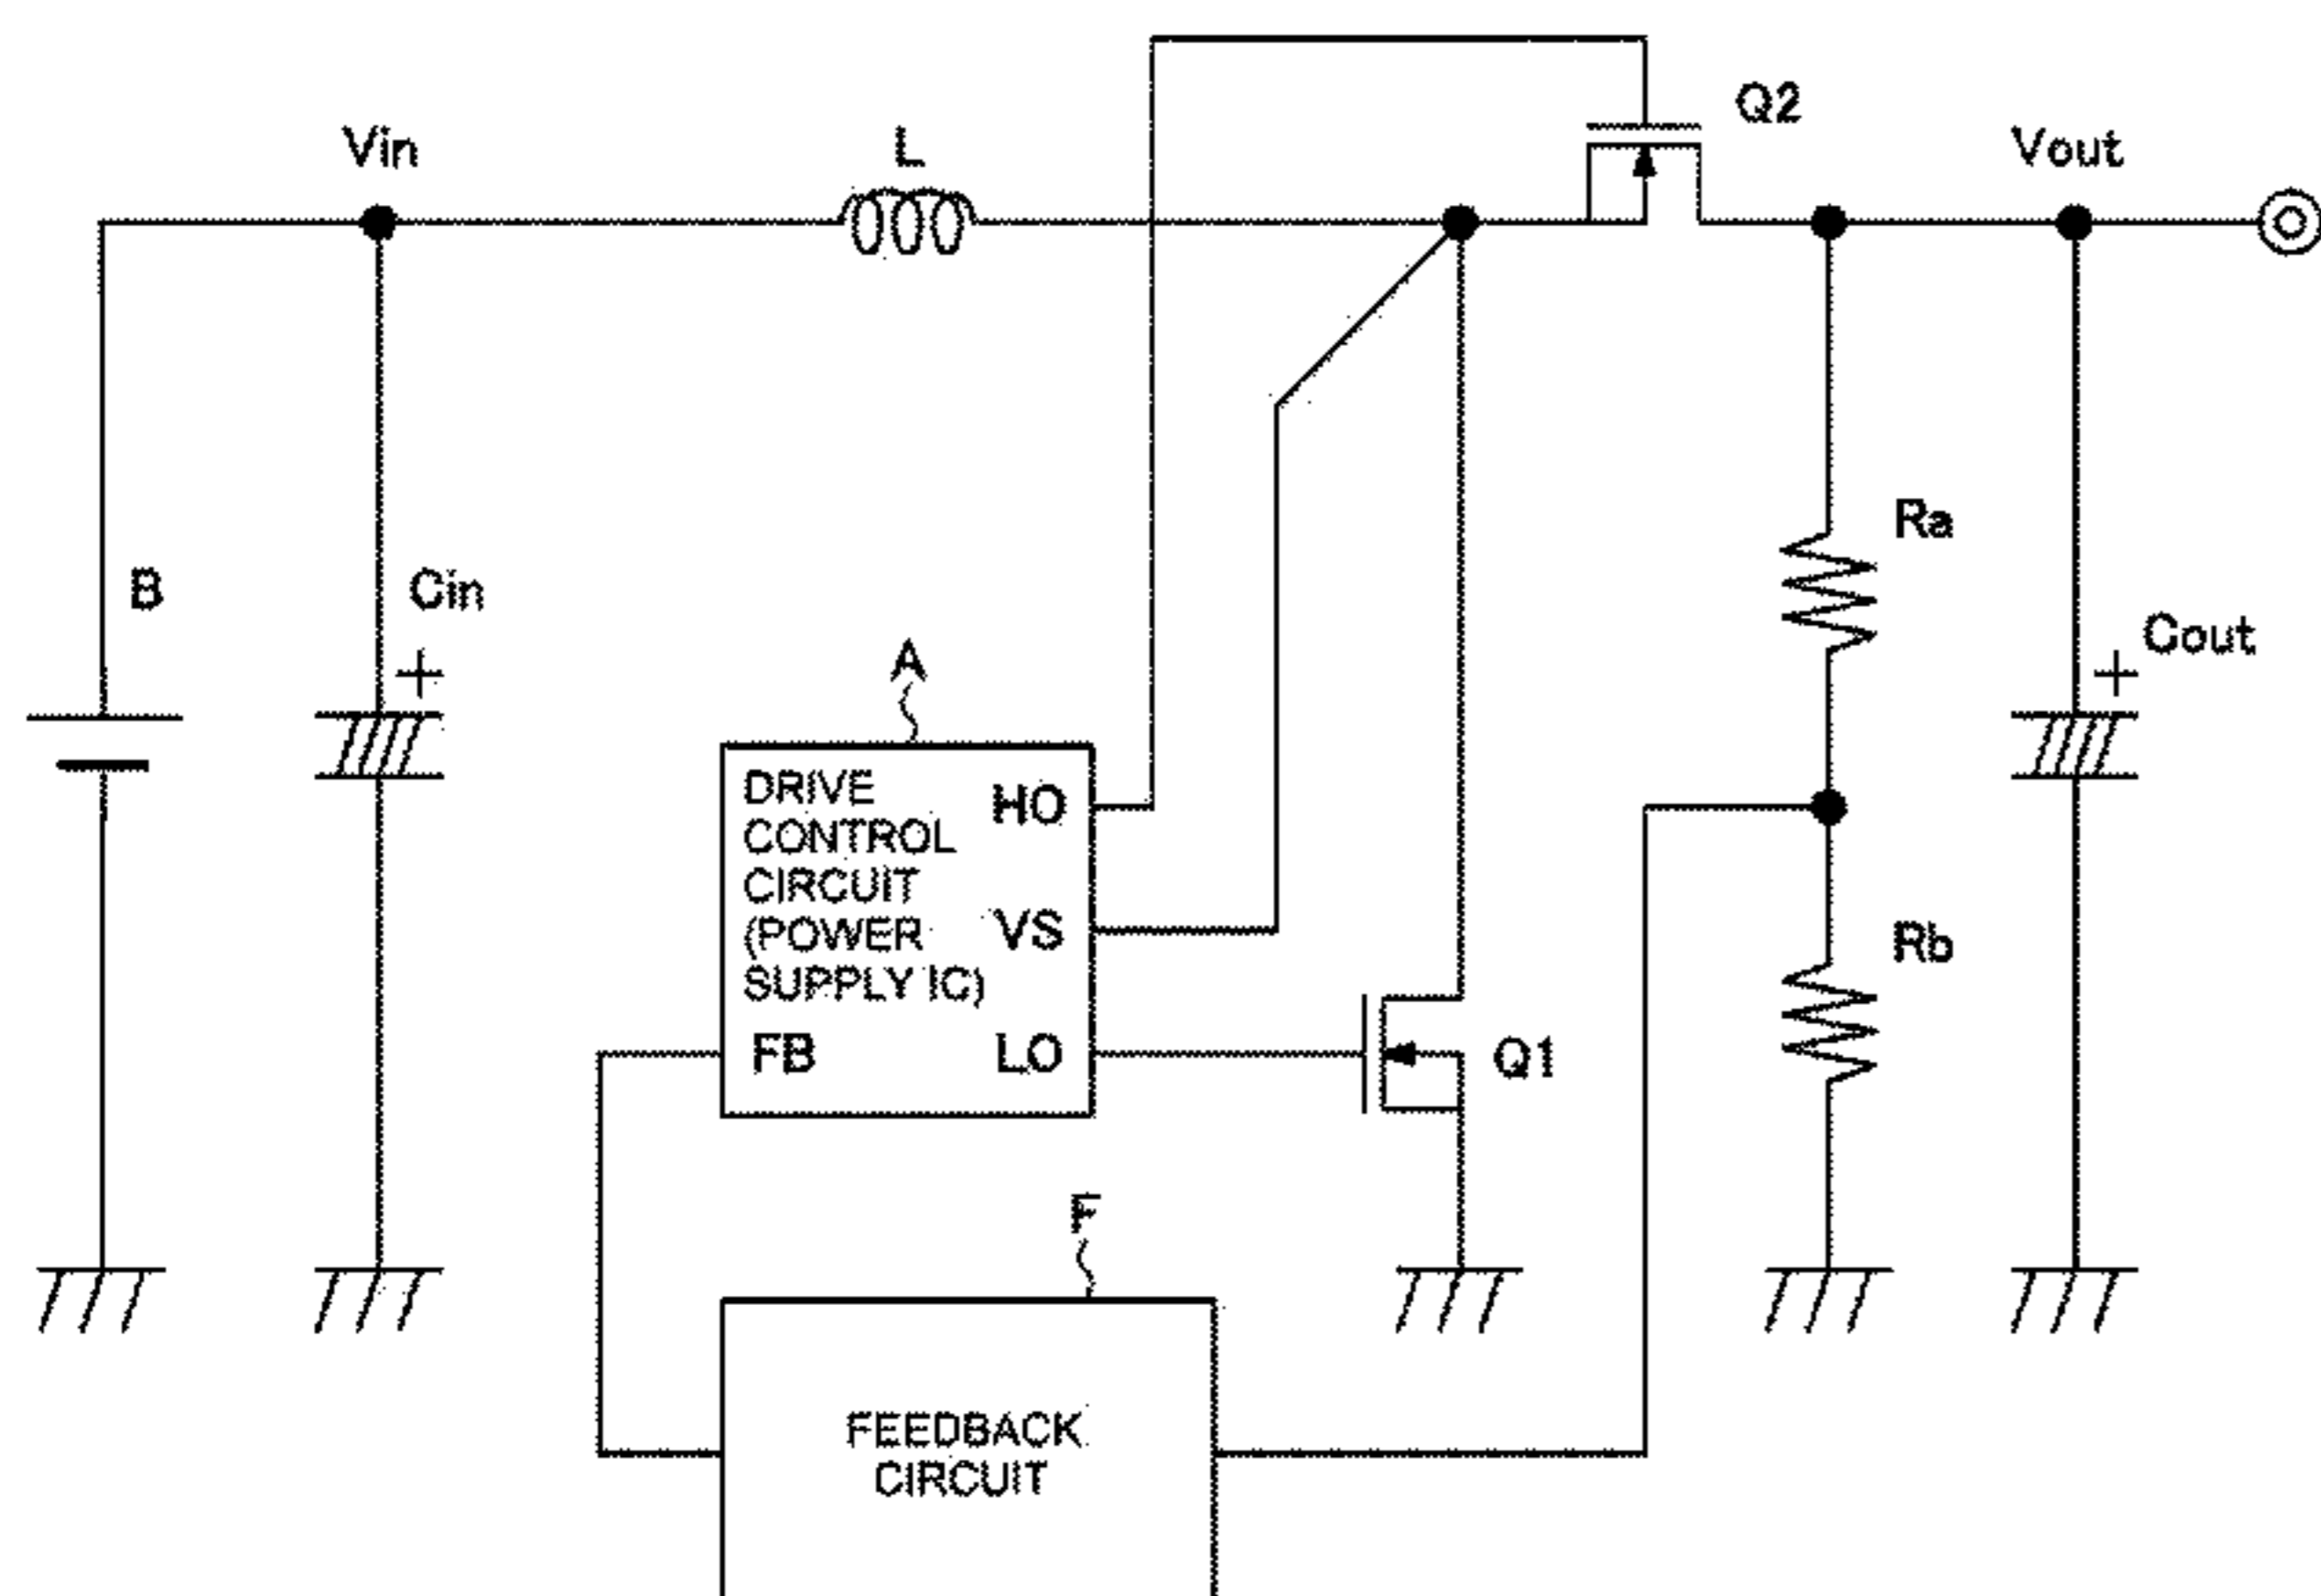 Q2
Vin
L
Vout
Ra
B
Cin
+
Cout
+
A
DRIVE
CONTROL
CIRCUIT
(POWER
SUPPLY IC)
HO
VS
FB
LO
Q1
Rb
F
FEEDBACK
CIRCUIT